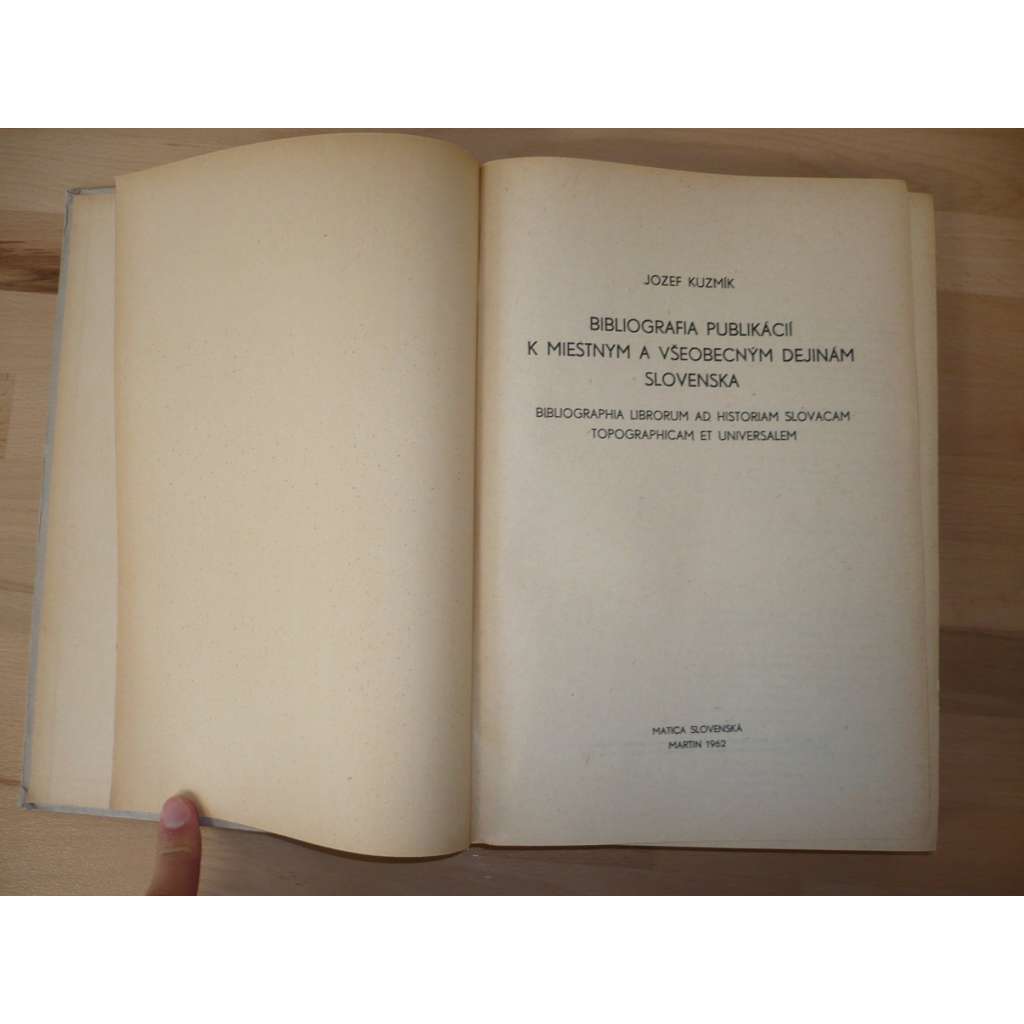 JOZEF KUZMÍK
BIBLIOGRAFIA PUBLIKÁCIÍ
K MIESTNYM A VŠEOBECNÝM DEJINÁM
SLOVENSKA
BIBLIOGRAPHIA LIBRORUM AD HISTORIAM SLOVACAM
TOPOGRAPHICAM ET UNIVERSALEM
MATICA SLOVENSKÁ
MARTIN 1962